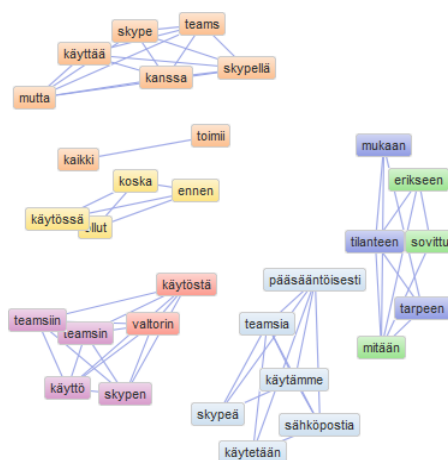 teams
skype
käyttää
skypellä
kanssa
mutta
toimii
kaikki
koska
ennen
käytössä
mukaan
erikseen
tilanteen
sovittu
tarpeen
mitään
käytöstä
teamsiin
valtorin
teamsin
käyttö
skypen
pääsääntöisesti
teamsia
käytämme
skypeä
sähköpostia
käytetään